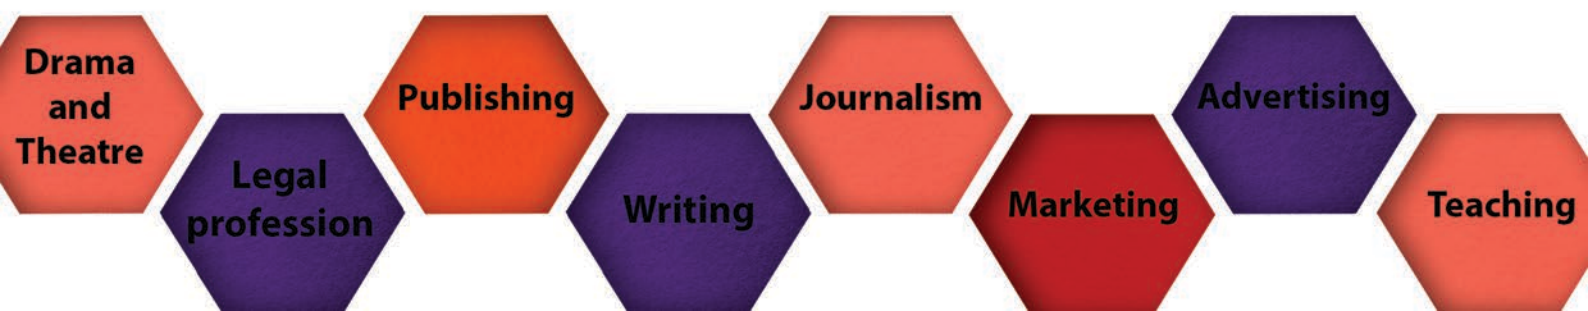 Drama
and
Theatre
Legal
profession
Publishing
Writing
Journalism
Marketing
Advertising
Teaching